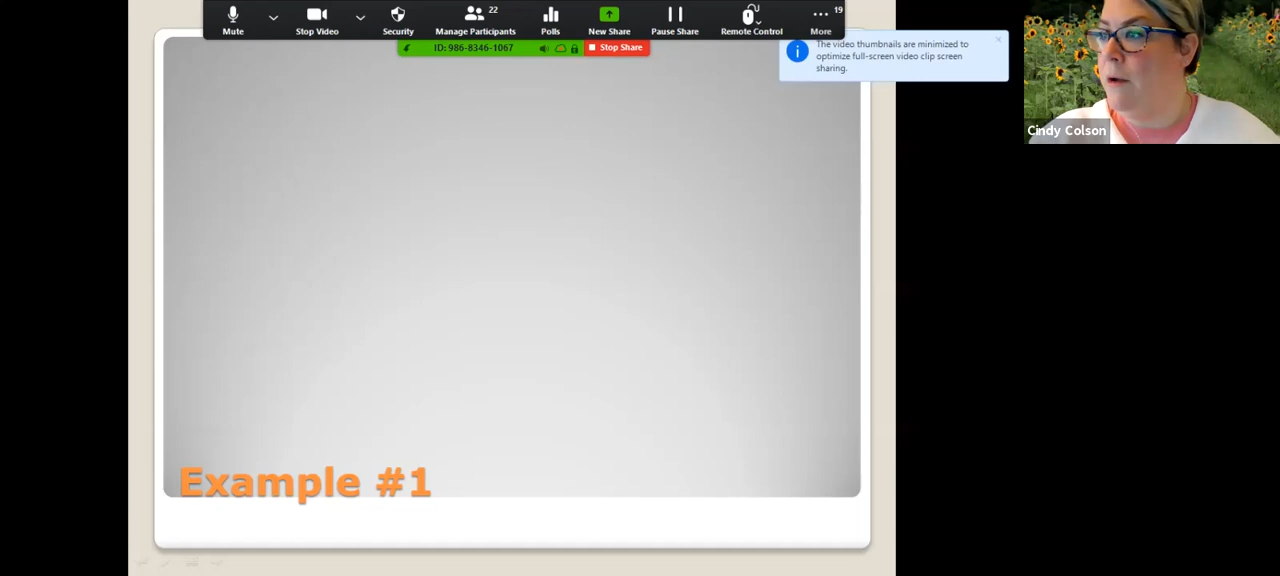 Mute
Stop Video
Security
Manage Participants
22
Polls
New Share
Pause Share
Remote Control
More
19
ID: 986-8346-1067
Stop Share
The video thumbnails are minimized to
optimize full-screen video clip screen
sharing.
Cindy Colson
Example #1